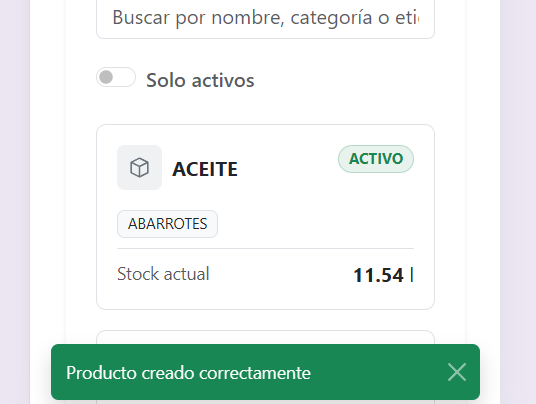 Buscar por nombre, categoría o eti
Solo activos
ACEITE
ACTIVO
ABARROTES
Stock actual
11.54 l
Producto creado correctamente